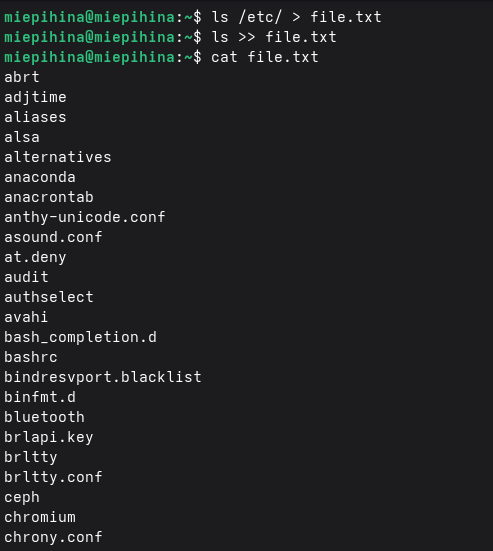 miepihina@miepihina:~$ ls /etc/ > file.txt
miepihina@miepihina:~$ ls >> file.txt
miepihina@miepihina:~$ cat file.txt
abrt
adjtime
aliases
alsa
alternatives
anaconda
anacrontab
anthy-unicode.conf
asound.conf
at.deny
audit
authselect
avahi
bash_completion.d
bashrc
bindresvport.blacklist
binfmt.d
bluetooth
brlapi.key
brltty
brltty.conf
ceph
chromium
chrony.conf